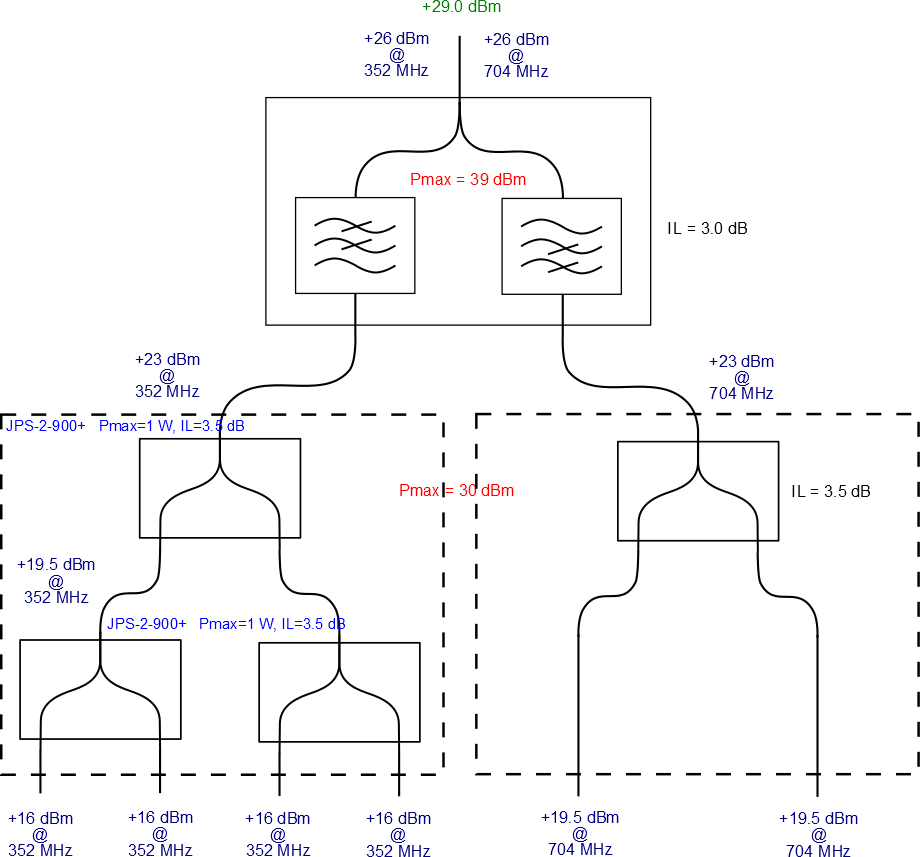 +29.0 dBm
+26 dBm
@
352 MHz
+26 dBm
@
704 MHz
Pmax = 39 dBm
IL = 3.0 dB
+23 dBm
@
352 MHz
+23 dBm
@
704 MHz
JPS-2-900+ Pmax=1 W, IL=3.5 dB
Pmax = 30 dBm
IL = 3.5 dB
+19.5 dBm
@
352 MHz
JPS-2-900+ Pmax=1 W, IL=3.5 dB
+16 dBm
@
352 MHz
+16 dBm
@
352 MHz
+16 dBm
@
352 MHz
+16 dBm
@
352 MHz
+19.5 dBm
@
704 MHz
+19.5 dBm
@
704 MHz